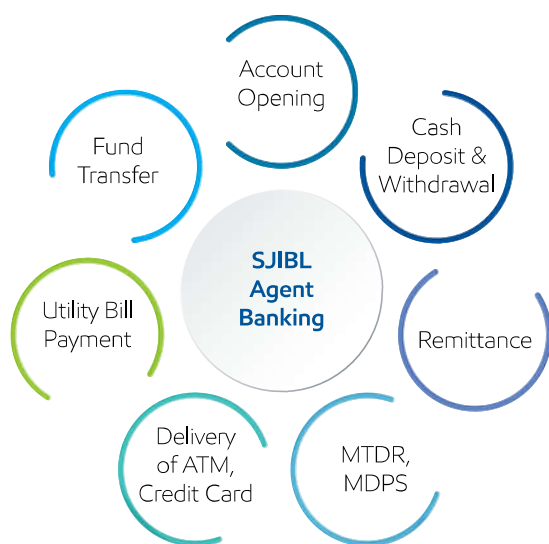 Account
Opening
Cash
Deposit &
Withdrawal
Remittance
MTDR,
MDPS
Delivery
of ATM,
Credit Card
Utility Bill
Payment
Fund
Transfer
SJIBL
Agent
Banking